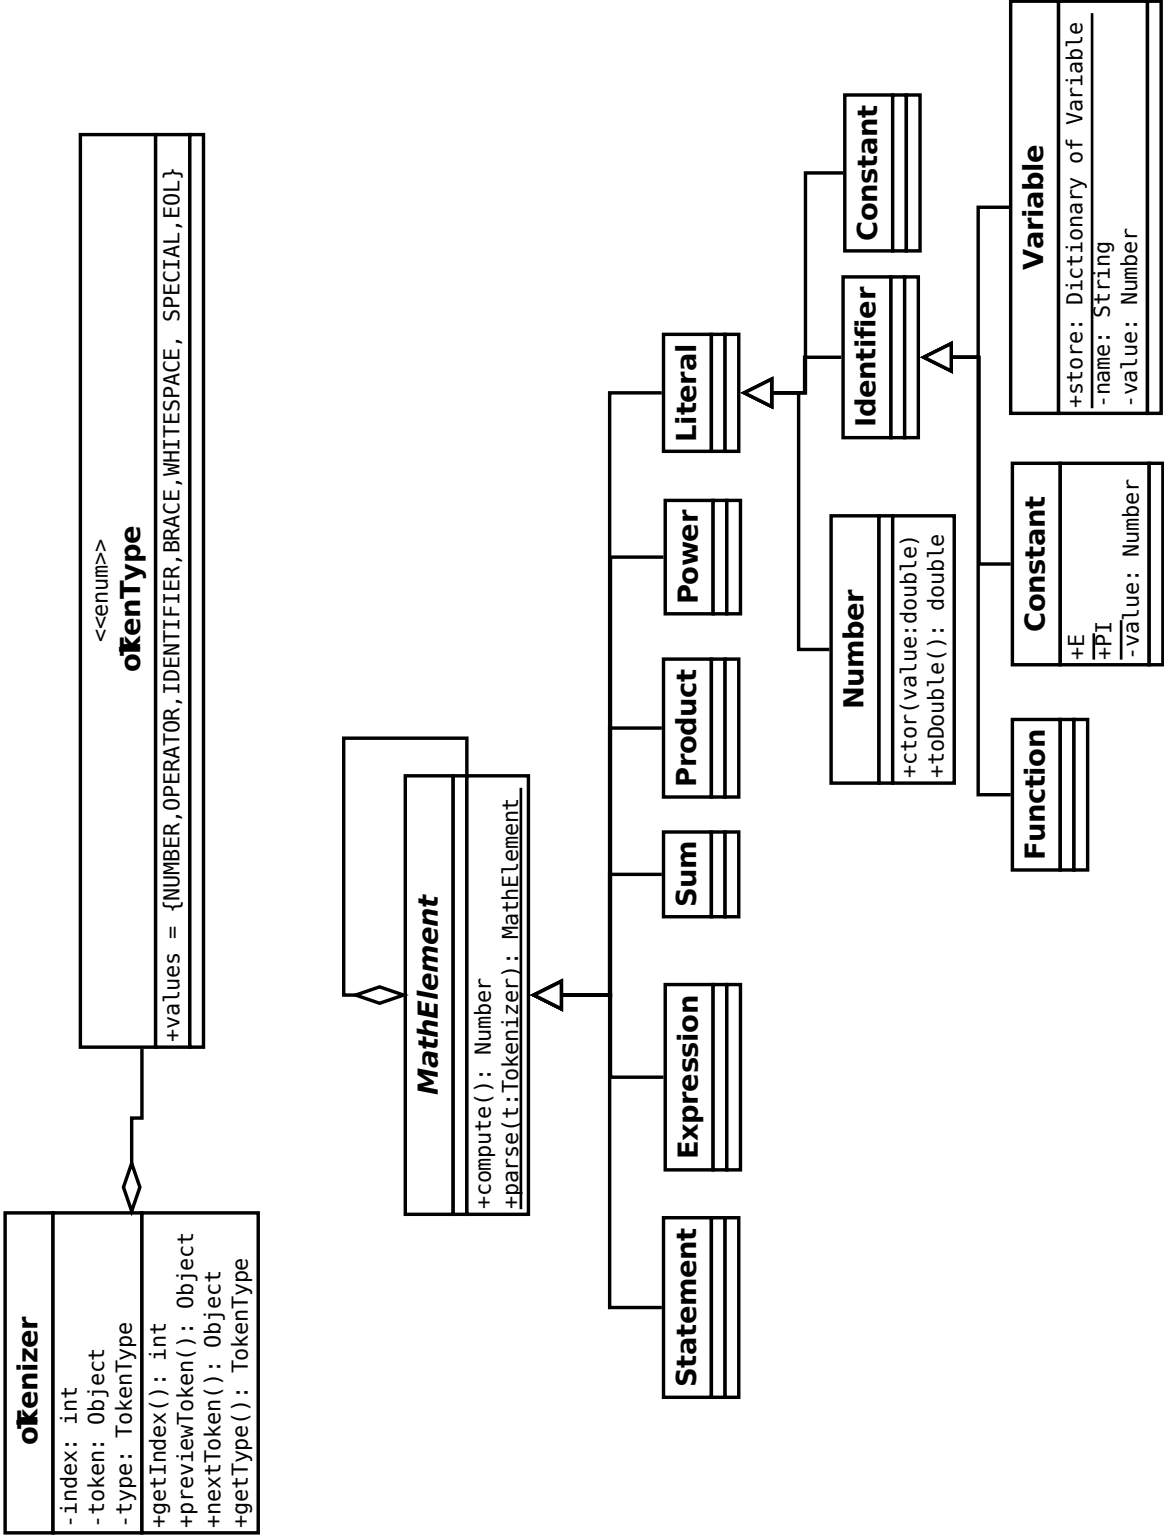 Tokenizer
-index: int
-token: Object
-type: TokenType
+getIndex(): int
+previewToken(): Object
+nextToken(): Object
+getType(): TokenType
<<enum>>
TokenType
+values = {NUMBER,OPERATOR,IDENTIFIER,BRACE,WHITESPACE, SPECIAL,EOL}
MathElement
+compute(): Number
+parse(t:Tokenizer): MathElement
Statement
Expression
Sum
Product
Power
Literal
Number
+ctor(value:double)
+toDouble(): double
Identifier
Constant
Function
Constant
+E
+PI
-value: Number
Variable
+store: Dictionary of Variable
-name: String
-value: Number